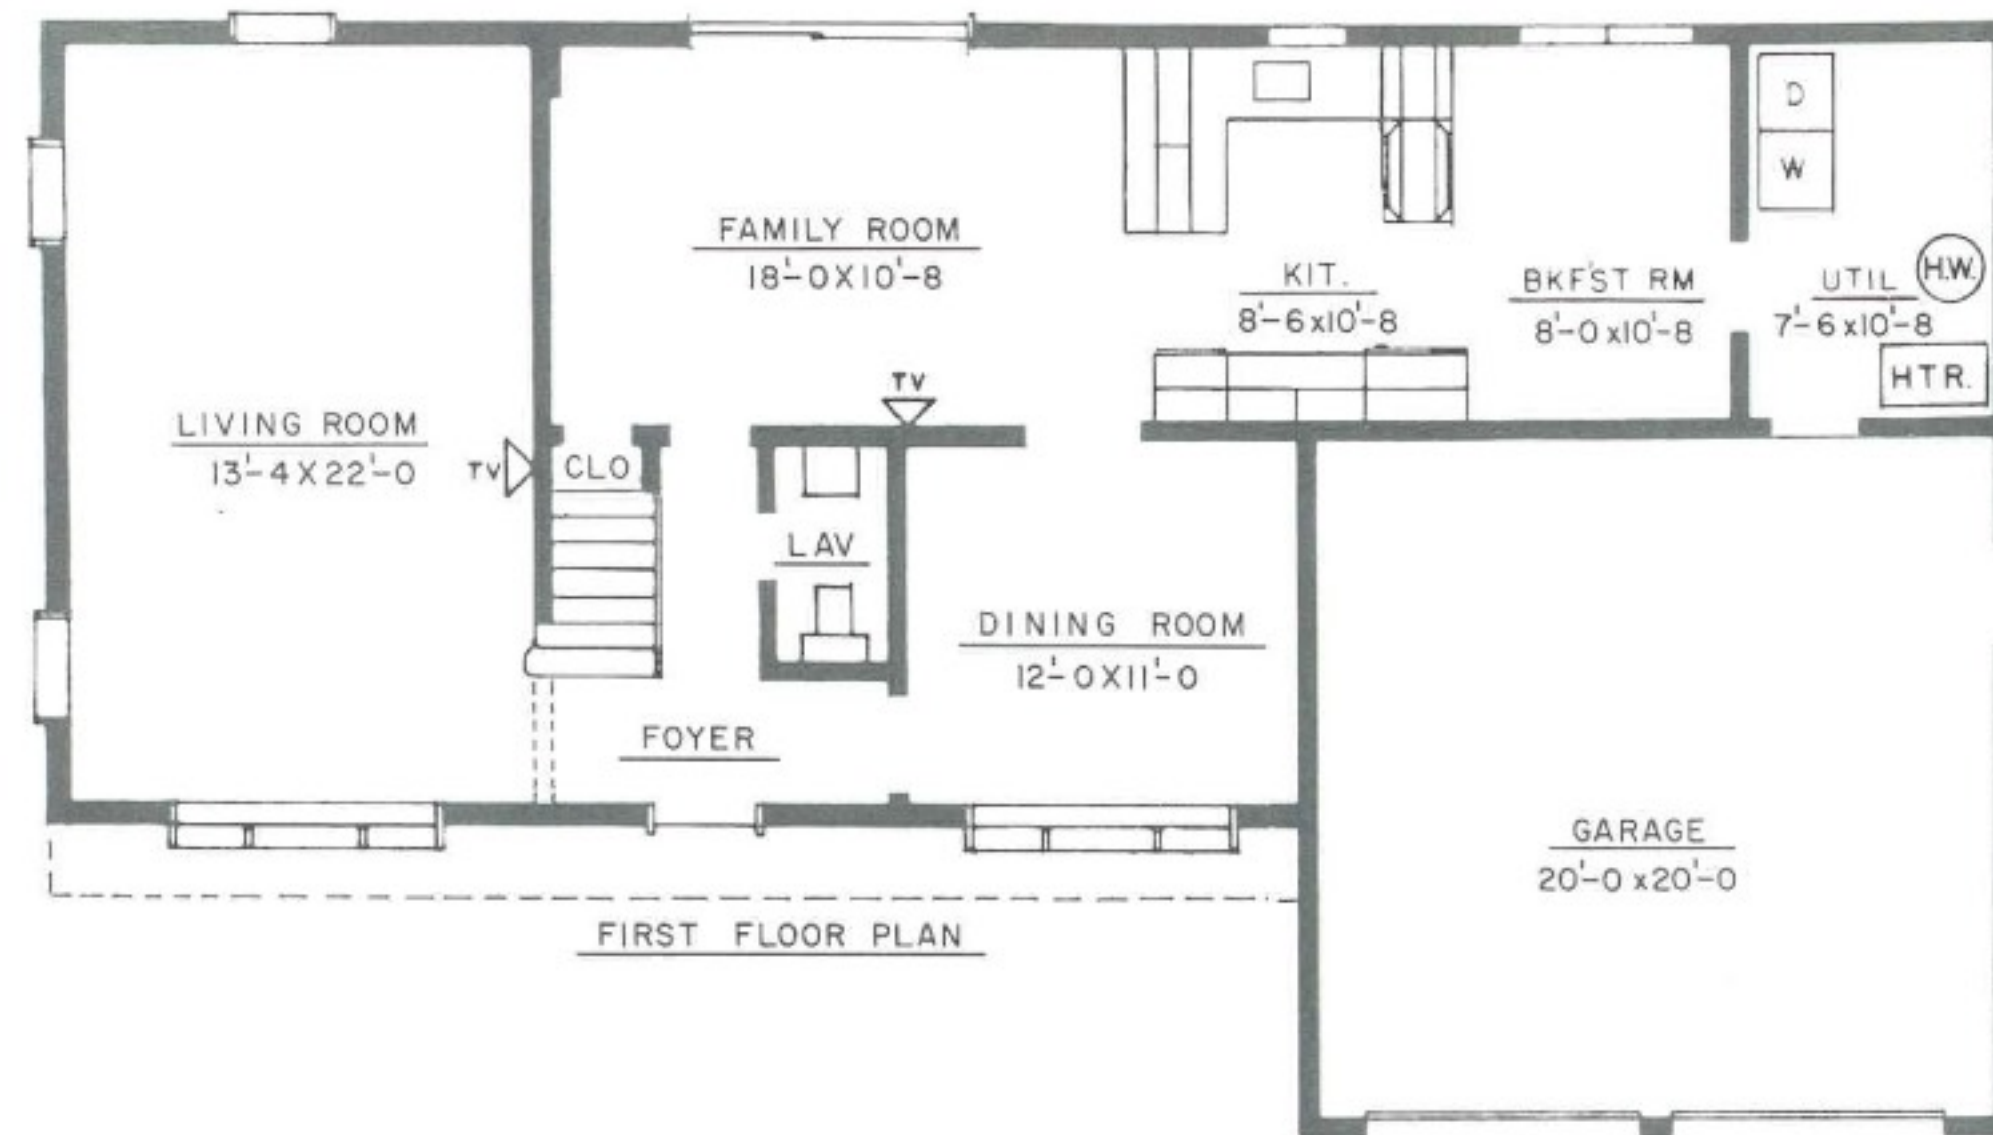 D
W
FAMILY ROOM
18'-0X10'-8
KIT.
8'-6x10'-8
BKF'ST RM
8'-0x10'-8
UTIL
7'-6x10'-8
H.W.
HTR.
TV
LIVING ROOM
13'-4X22'-0
TV
CLO
LAV
DINING ROOM
12'-0X11'-0
FOYER
GARAGE
20'-0x20'-0
FIRST FLOOR PLAN